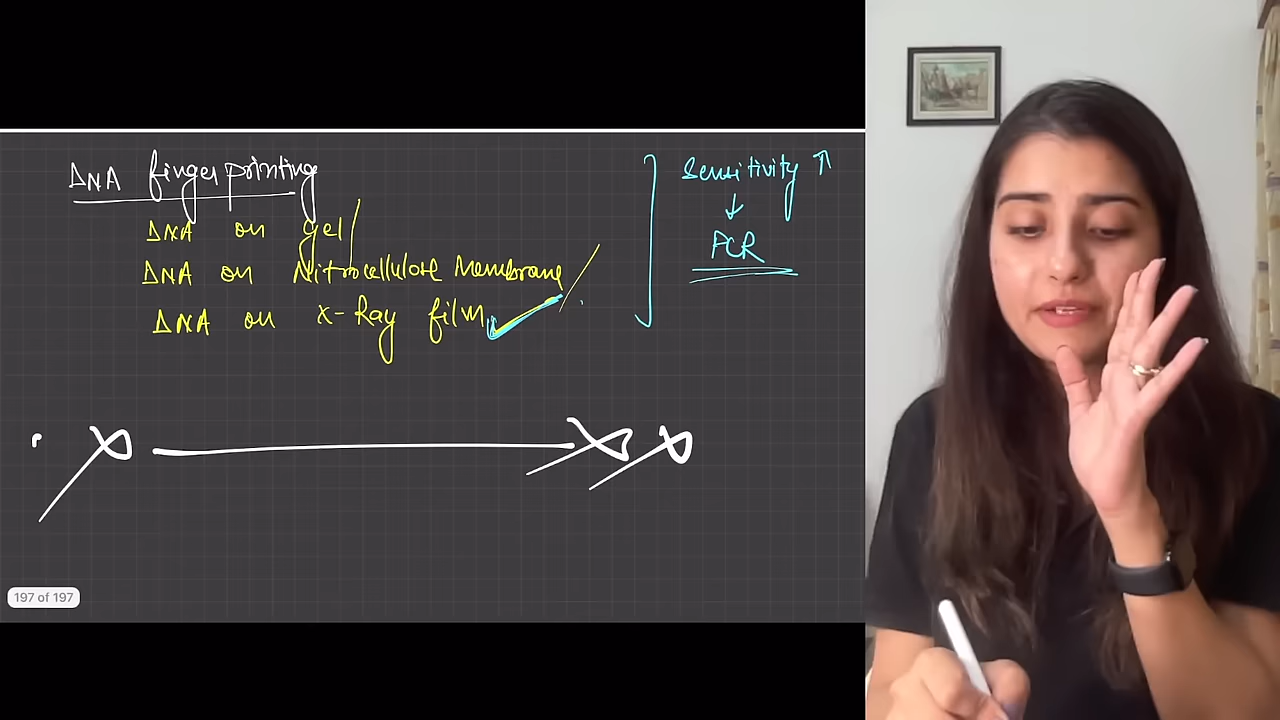 DNA fingerprinting
DNA on gel
DNA on Nitrocellulose Membrane
DNA on X-Ray film
Sensitivity ↑
↓
PCR
197 of 197